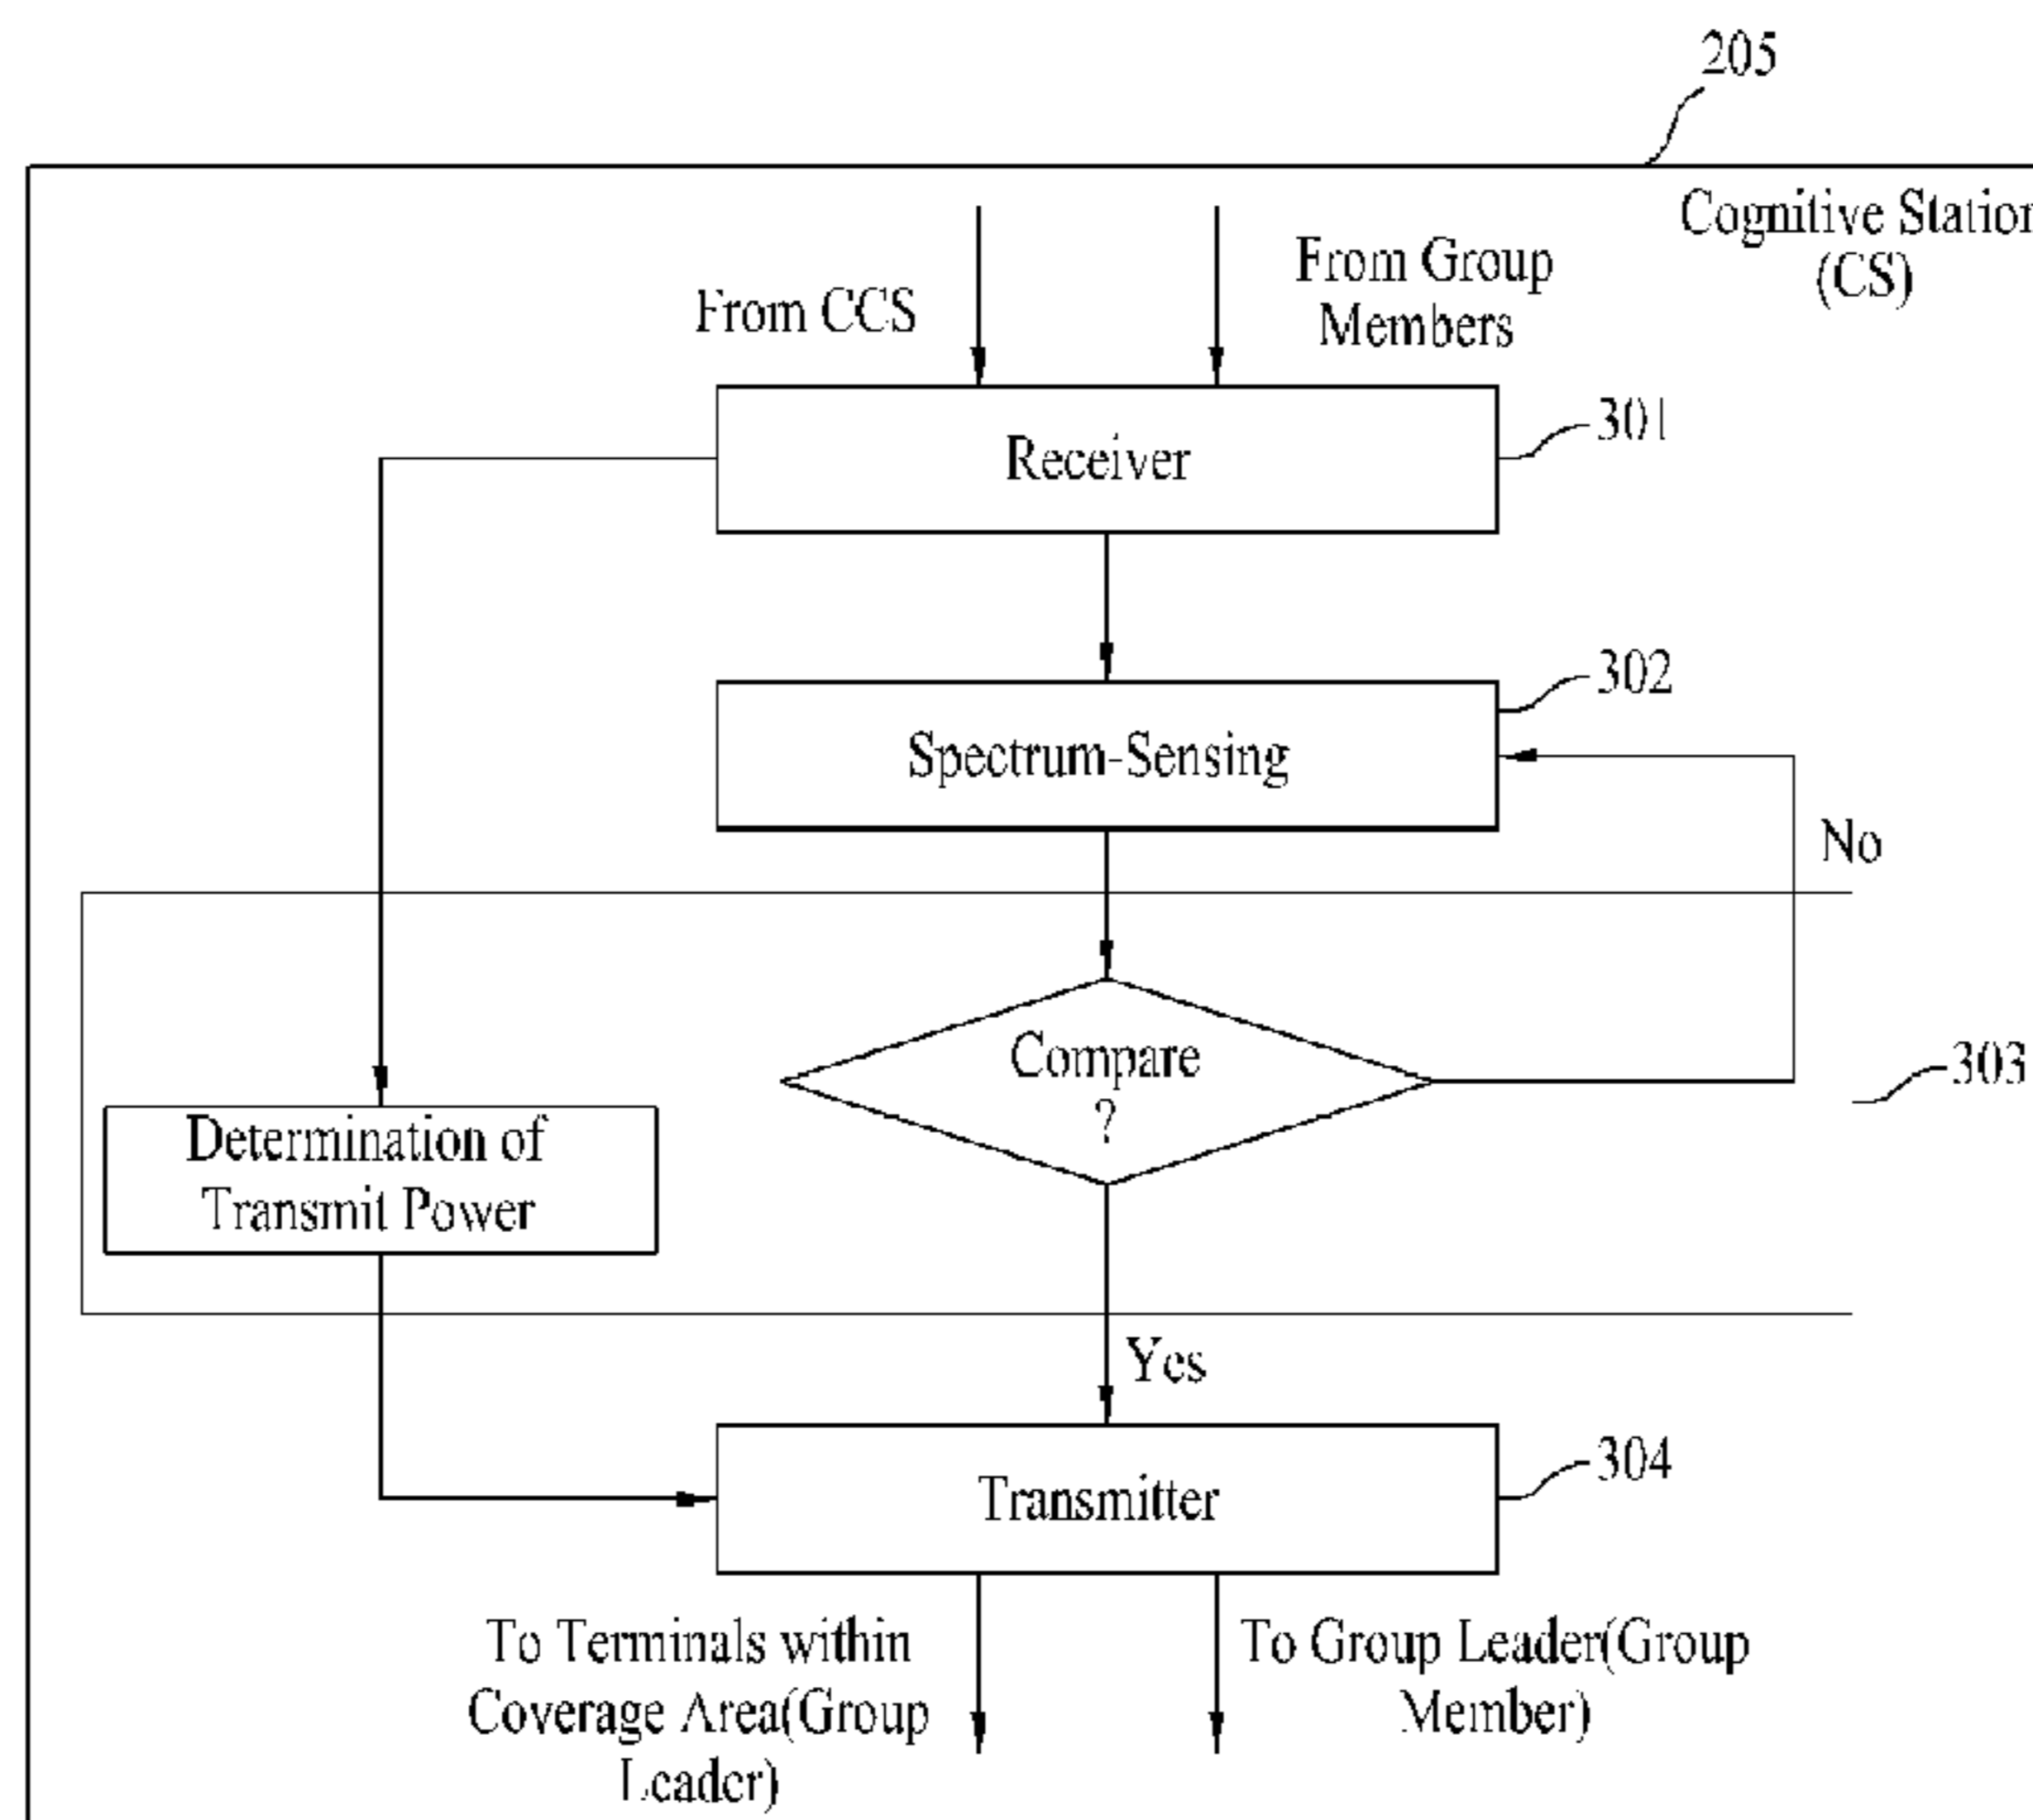 205
Cognitive Station
(CS)
From CCS
From Group
Members
Receiver
301
302
Spectrum-Sensing
No
Compare
?
303
Determination of
Transmit Power
Yes
Transmitter
304
To Terminals within
Coverage Area(Group
Leader)
To Group Leader(Group
Member)